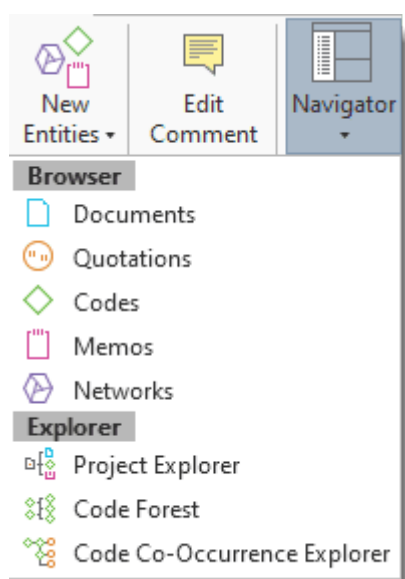 New
Entities
Edit
Comment
Navigator
Browser
Documents
Quotations
Codes
Memos
Networks
Explorer
Project Explorer
Code Forest
Code Co-Occurrence Explorer